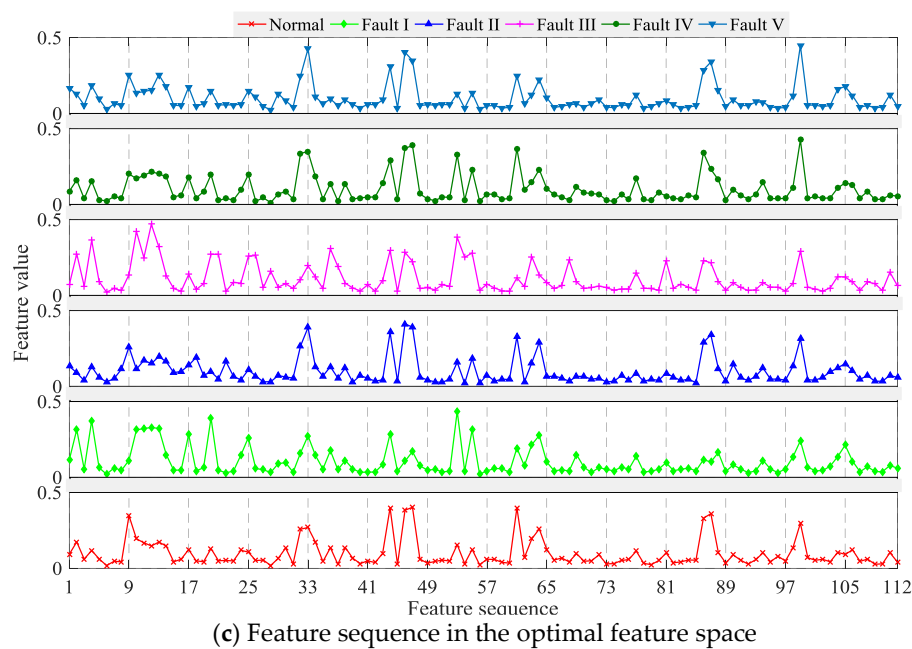 Normal Fault I Fault II Fault III Fault IV Fault V
0.5
0
0.5
0
0.5
0
0.5
0
0.5
0
0.5
0
Feature value
1 9 17 25 33 41 49 57 65 73 81 89 97 105 112
Feature sequence
(c) Feature sequence in the optimal feature space